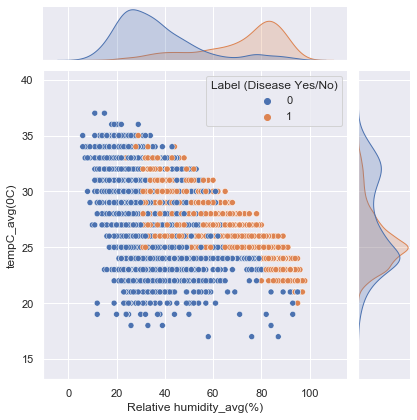 Label (Disease Yes/No)
0
1
tempC_avg(0C)
40
35
30
25
20
15
0 20 40 60 80 100
Relative humidity_avg(%)